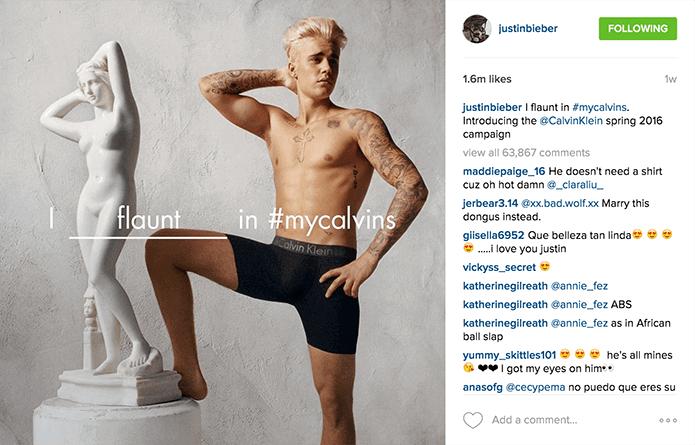 I flaunt in #mycalvins
Calvin Klein
justinbieber
FOLLOWING
1.6m likes
1w
justinbieber I flaunt in #mycalvins.
Introducing the @CalvinKlein spring 2016
campaign
view all 63,867 comments
maddiepaige_16 He doesn't need a shirt
cuz oh hot damn @_claraliu_
jerbear3.14 @xx.bad.wolf.xx Marry this
dongus instead.
giisella6952 Que belleza tan linda😍 😍 😍
😍 .....i love you justin
vickyss_secret 😍
katherinegilreath @annie_fez
katherinegilreath @annie_fez ABS
katherinegilreath @annie_fez as in African
ball slap
yummy_skittles101 😍 😍 😍 he's all mines
😘 ❤❤ I got my eyes on him👀
anasofg @cecypema no puedo que eres su
Add a comment...